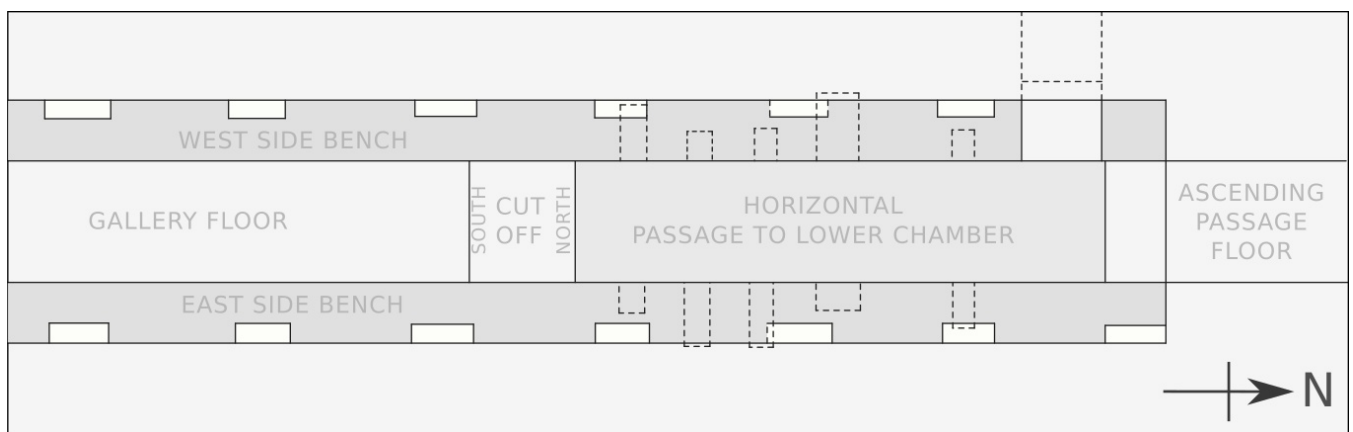 WEST SIDE BENCH
GALLERY FLOOR
SOUTH
CUT
OFF
NORTH
HORIZONTAL
PASSAGE TO LOWER CHAMBER
ASCENDING
PASSAGE
FLOOR
EAST SIDE BENCH
N